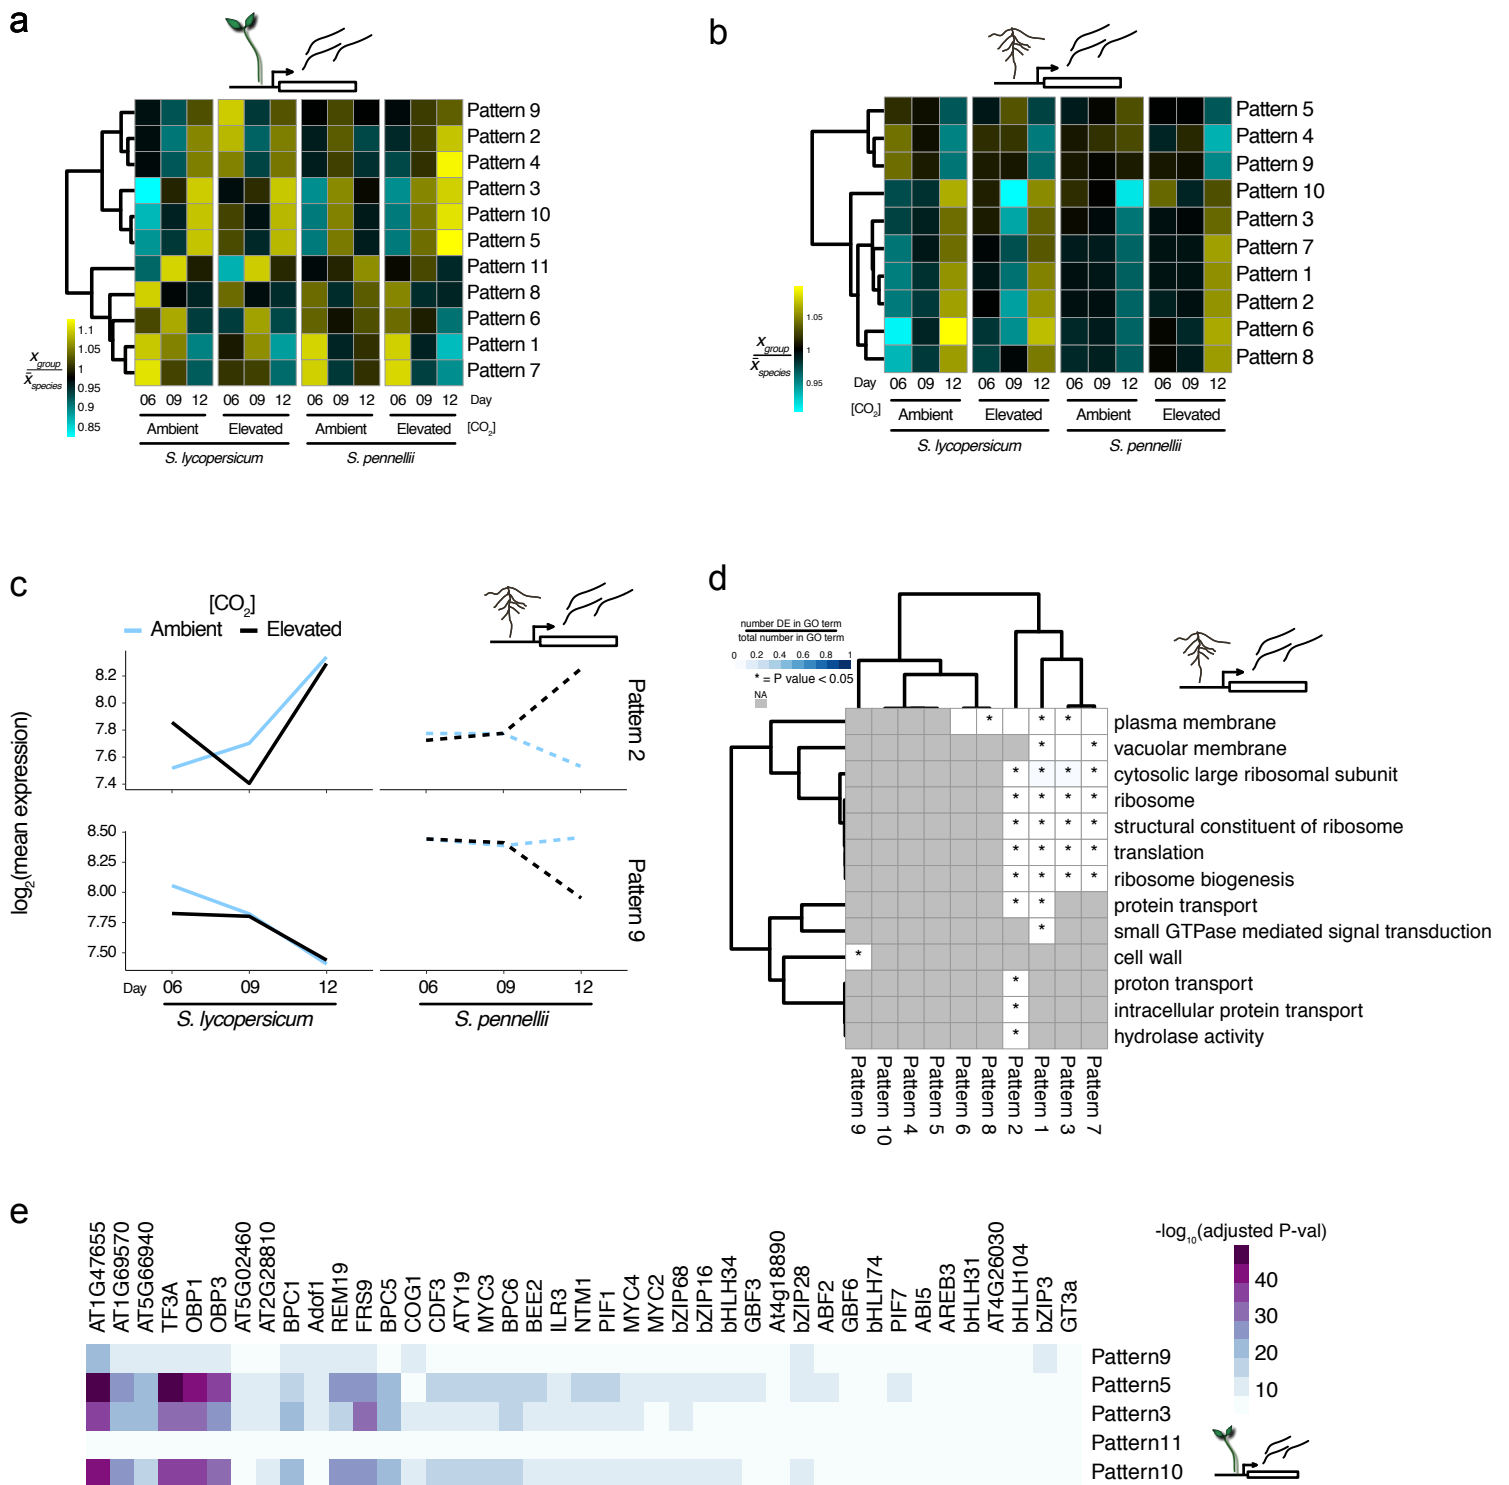 a
Pattern 9
Pattern 2
Pattern 4
Pattern 3
Pattern 10
Pattern 5
Pattern 11
Pattern 8
Pattern 6
Pattern 1
Pattern 7
x group
x̄ species
1.1
1.05
1
0.95
0.9
0.85
06 09 12 06 09 12 06 09 12 06 09 12 Day
Ambient Elevated Ambient Elevated [CO2]
S. lycopersicum S. pennellii
b
Pattern 5
Pattern 4
Pattern 9
Pattern 10
Pattern 3
Pattern 7
Pattern 1
Pattern 2
Pattern 6
Pattern 8
x group
x̄ species
1.05
1
0.95
Day 06 09 12 06 09 12 06 09 12 06 09 12
[CO2] Ambient Elevated Ambient Elevated
S. lycopersicum S. pennellii
c
[CO2]
Ambient Elevated
log2(mean expression)
8.2
8.0
7.8
7.6
7.4
Pattern 2
8.50
8.25
8.00
7.75
7.50
Pattern 9
Day 06 09 12 06 09 12
S. lycopersicum S. pennellii
d
number DE in GO term
total number in GO term
0 0.2 0.4 0.6 0.8 1
* = P value < 0.05
NA
plasma membrane
vacuolar membrane
cytosolic large ribosomal subunit
ribosome
structural constituent of ribosome
translation
ribosome biogenesis
protein transport
small GTPase mediated signal transduction
cell wall
proton transport
intracellular protein transport
hydrolase activity
Pattern 9
Pattern 10
Pattern 4
Pattern 5
Pattern 6
Pattern 8
Pattern 2
Pattern 1
Pattern 3
Pattern 7
e
AT1G47655
AT1G69570
AT5G66940
TF3A
OBP1
OBP3
AT5G02460
AT2G28810
BPC1
Adof1
REM19
FRS9
BPC5
COG1
CDF3
ATY19
MYC3
BPC6
BEE2
ILR3
NTM1
PIF1
MYC4
MYC2
bZIP68
bZIP16
bHLH34
GBF3
At4g18890
bZIP28
ABF2
GBF6
bHLH74
PIF7
ABI5
AREB3
bHLH31
AT4G26030
bHLH104
bZIP3
GT3a
Pattern9
Pattern5
Pattern3
Pattern11
Pattern10
-log10(adjusted P-val)
40
30
20
10